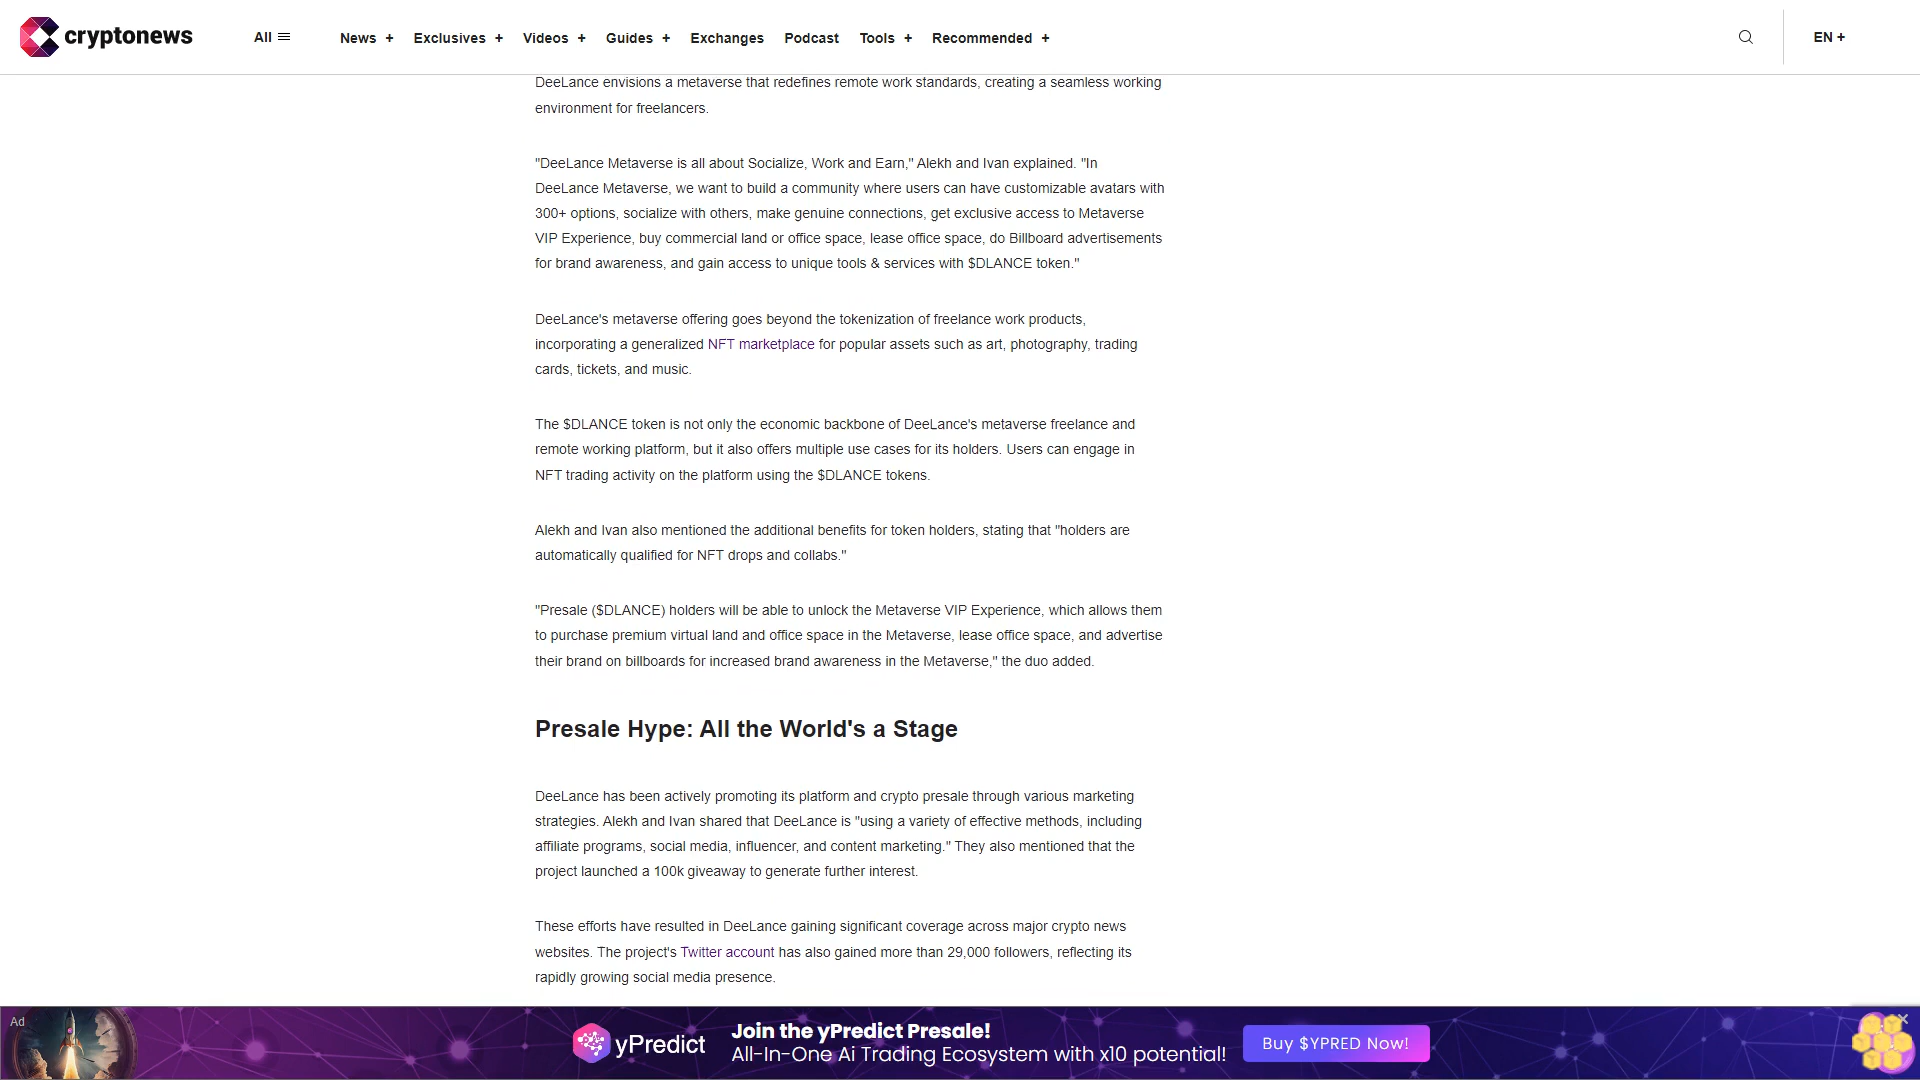 cryptonews
All
News +
Exclusives +
Videos +
Guides +
Exchanges
Podcast
Tools +
Recommended +
EN +
DeeLance envisions a metaverse that redefines remote work standards, creating a seamless working
environment for freelancers.
"DeeLance Metaverse is all about Socialize, Work and Earn," Alekh and Ivan explained. "In
DeeLance Metaverse, we want to build a community where users can have customizable avatars with
300+ options, socialize with others, make genuine connections, get exclusive access to Metaverse
VIP Experience, buy commercial land or office space, lease office space, do Billboard advertisements
for brand awareness, and gain access to unique tools & services with $DLANCE token."
DeeLance's metaverse offering goes beyond the tokenization of freelance work products,
incorporating a generalized NFT marketplace for popular assets such as art, photography, trading
cards, tickets, and music.
The $DLANCE token is not only the economic backbone of DeeLance's metaverse freelance and
remote working platform, but it also offers multiple use cases for its holders. Users can engage in
NFT trading activity on the platform using the $DLANCE tokens.
Alekh and Ivan also mentioned the additional benefits for token holders, stating that "holders are
automatically qualified for NFT drops and collabs."
"Presale ($DLANCE) holders will be able to unlock the Metaverse VIP Experience, which allows them
to purchase premium virtual land and office space in the Metaverse, lease office space, and advertise
their brand on billboards for increased brand awareness in the Metaverse," the duo added.
Presale Hype: All the World's a Stage
DeeLance has been actively promoting its platform and crypto presale through various marketing
strategies. Alekh and Ivan shared that DeeLance is "using a variety of effective methods, including
affiliate programs, social media, influencer, and content marketing." They also mentioned that the
project launched a 100k giveaway to generate further interest.
These efforts have resulted in DeeLance gaining significant coverage across major crypto news
websites. The project's Twitter account has also gained more than 29,000 followers, reflecting its
rapidly growing social media presence.
Ad
yPredict
Join the yPredict Presale!
All-In-One Ai Trading Ecosystem with x10 potential!
Buy $YPRED Now!